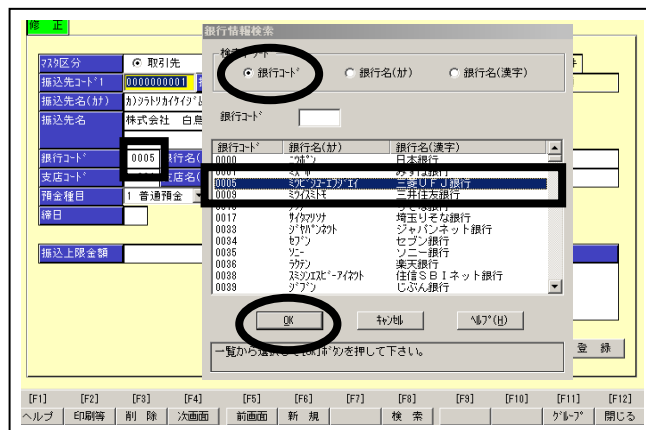 修 正
銀行情報検索
検索
マスタ区分
取引先
銀行コード
銀行名(カナ)
銀行名(漢字)
振込先コード1
0000000001
振込先名(カナ)
カ)シラトリカイケイジム
振込先名
株式会社 白鳥
銀行コード
銀行コード
0005
銀行名(
支店コード
支店名(
預金種目
1 普通預金
締日
振込上限金額
銀行コード 銀行名(カナ) 銀行名(漢字)
0000 ニツポン 日本銀行
0001 ミズホ みずほ銀行
0005 ミツビシユーエフジエイ 三菱UFJ銀行
0009 ミツイスミトモ 三井住友銀行
0017 サイタマリソナ 埼玉りそな銀行
0033 ジヤパンネツト ジャパンネット銀行
0034 セブン セブン銀行
0035 ソニー ソニー銀行
0036 ラクテン 楽天銀行
0038 スミシンエスビーアイネツト 住信SBIネット銀行
0039 ジブン じぶん銀行
OK
キャンセル
ヘルプ(H)
一覧から選択して[OK]ボタンを押して下さい。
登 録
[F1] [F2] [F3] [F4] [F5] [F6] [F7] [F8] [F9] [F10] [F11] [F12]
ヘルプ 印刷等 削 除 次画面 前画面 新 規 検 索 グループ 閉じる